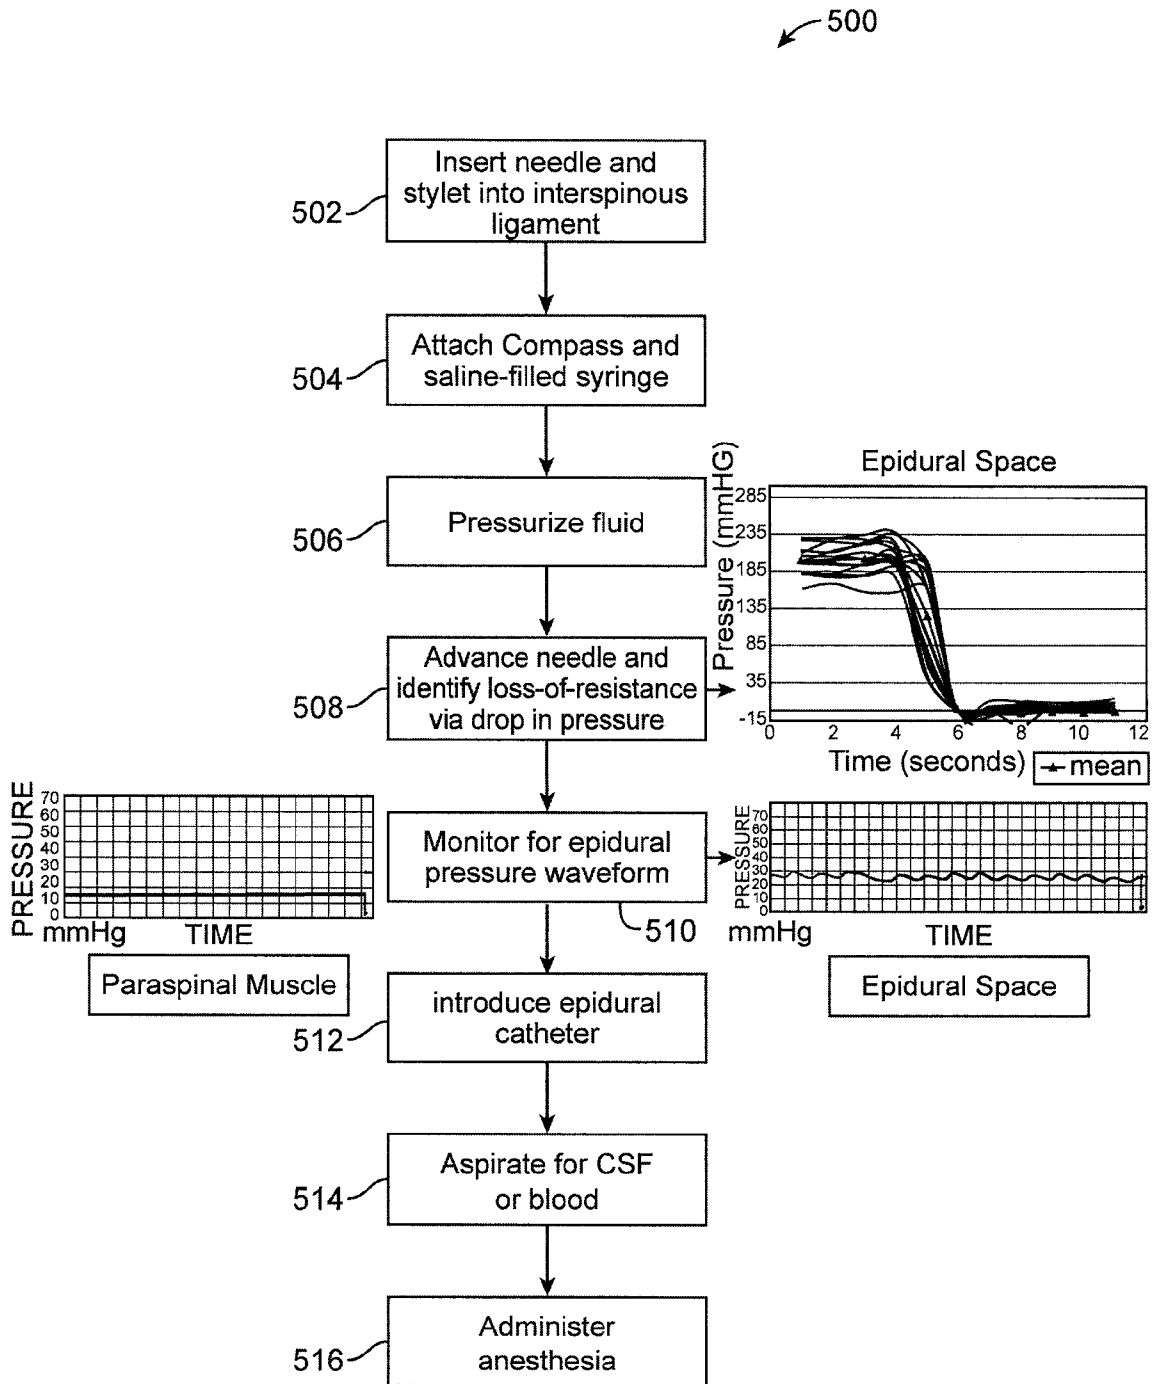 500
Insert needle and
stylet into interspinous
ligament
502
Attach Compass and
saline-filled syringe
504
Pressurize fluid
506
Advance needle and
identify loss-of-resistance
via drop in pressure
508
Epidural Space
Pressure (mmHG)
285
235
185
135
85
35
-15
0 2 4 6 8 10 12
Time (seconds)
mean
PRESSURE
70
60
50
40
30
20
10
0
mmHg TIME
Paraspinal Muscle
Monitor for epidural
pressure waveform
510
PRESSURE
70
60
50
40
30
20
10
0
mmHg TIME
Epidural Space
introduce epidural
catheter
512
Aspirate for CSF
or blood
514
Administer
anesthesia
516